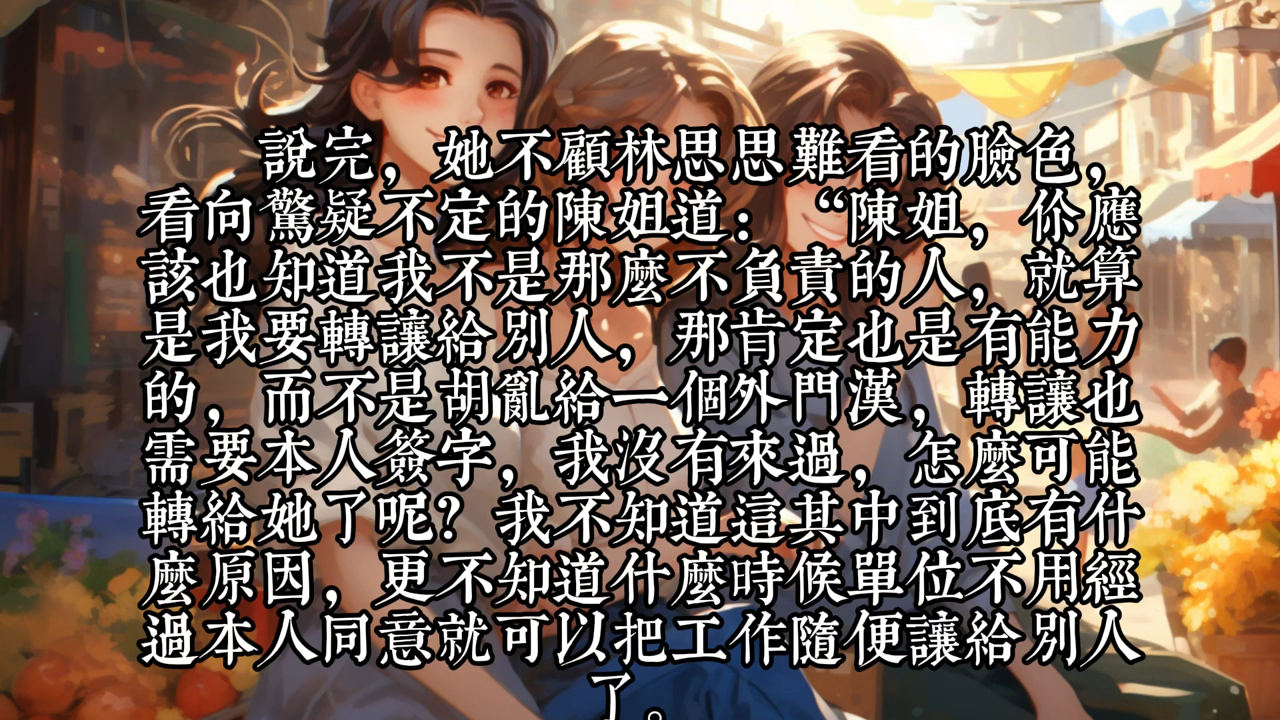 說完，她不顧林思思難看的臉色，
看向驚疑不定的陳姐道：“陳姐，你應
該也知道我不是那麼不負責的人，就算
是我要轉讓給別人，那肯定也是有能力
的，而不是胡亂給一個外門漢，轉讓也
需要本人簽字，我沒有來過，怎麼可能
轉給她了呢？我不知道這其中到底有什
麼原因，更不知道什麼時候單位不用經
過本人同意就可以把工作隨便讓給別人
了。